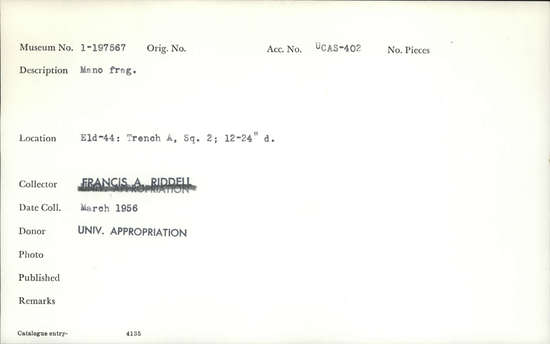 Museum No. 1-197567 Orig. No. Acc. No. UCAS-402 No. Pieces
Description Mano frag.
Location Eld-44: Trench A, Sq. 2; 12-24" d.
Collector FRANCIS A. RIDDELL
UNIV. APPROPRIATION
Date Coll. March 1956
Donor UNIV. APPROPRIATION
Photo
Published
Remarks
Catalogue entry- 4135